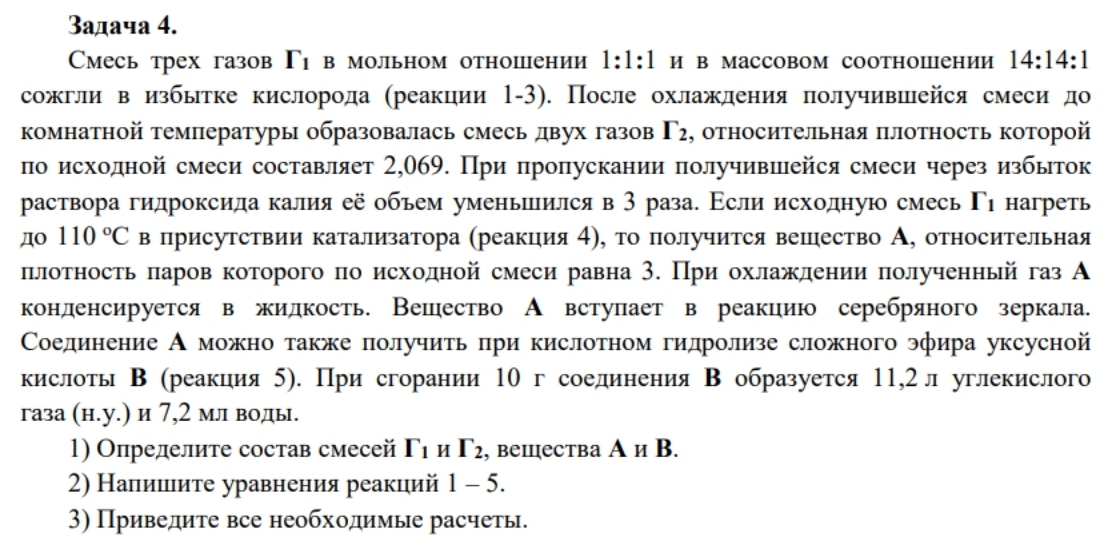 Задача 4.
Смесь трех газов Г1 в мольном отношении 1:1:1 и в массовом соотношении 14:14:1
сожгли в избытке кислорода (реакции 1-3). После охлаждения получившейся смеси до
комнатной температуры образовалась смесь двух газов Г2, относительная плотность которой
по исходной смеси составляет 2,069. При пропускании получившейся смеси через избыток
раствора гидроксида калия её объем уменьшился в 3 раза. Если исходную смесь Г1 нагреть
до 110 ºС в присутствии катализатора (реакция 4), то получится вещество А, относительная
плотность паров которого по исходной смеси равна 3. При охлаждении полученный газ А
конденсируется в жидкость. Вещество А вступает в реакцию серебряного зеркала.
Соединение А можно также получить при кислотном гидролизе сложного эфира уксусной
кислоты В (реакция 5). При сгорании 10 г соединения В образуется 11,2 л углекислого
газа (н.у.) и 7,2 мл воды.
1) Определите состав смесей Г1 и Г2, вещества А и В.
2) Напишите уравнения реакций 1 – 5.
3) Приведите все необходимые расчеты.